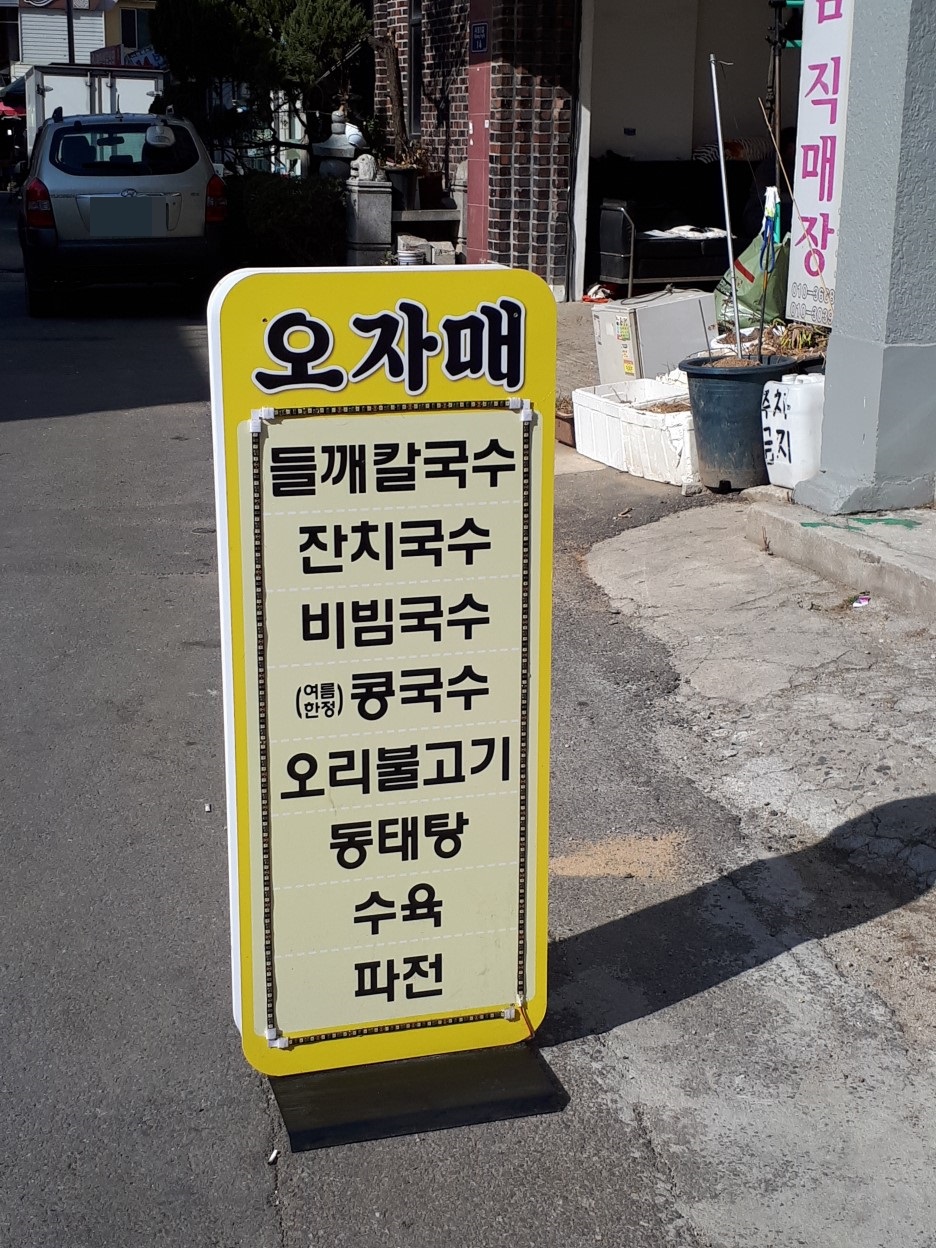 오자매
들깨칼국수
잔치국수
비빔국수
(여름
한정) 콩국수
오리불고기
동태탕
수육
파전
직매장
주차
금지